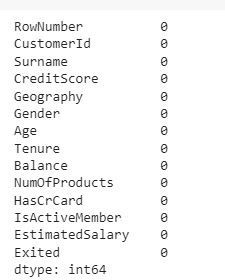 RowNumber 0
CustomerId 0
Surname 0
CreditScore 0
Geography 0
Gender 0
Age 0
Tenure 0
Balance 0
NumOfProducts 0
HasCrCard 0
IsActiveMember 0
EstimatedSalary 0
Exited 0
dtype: int64